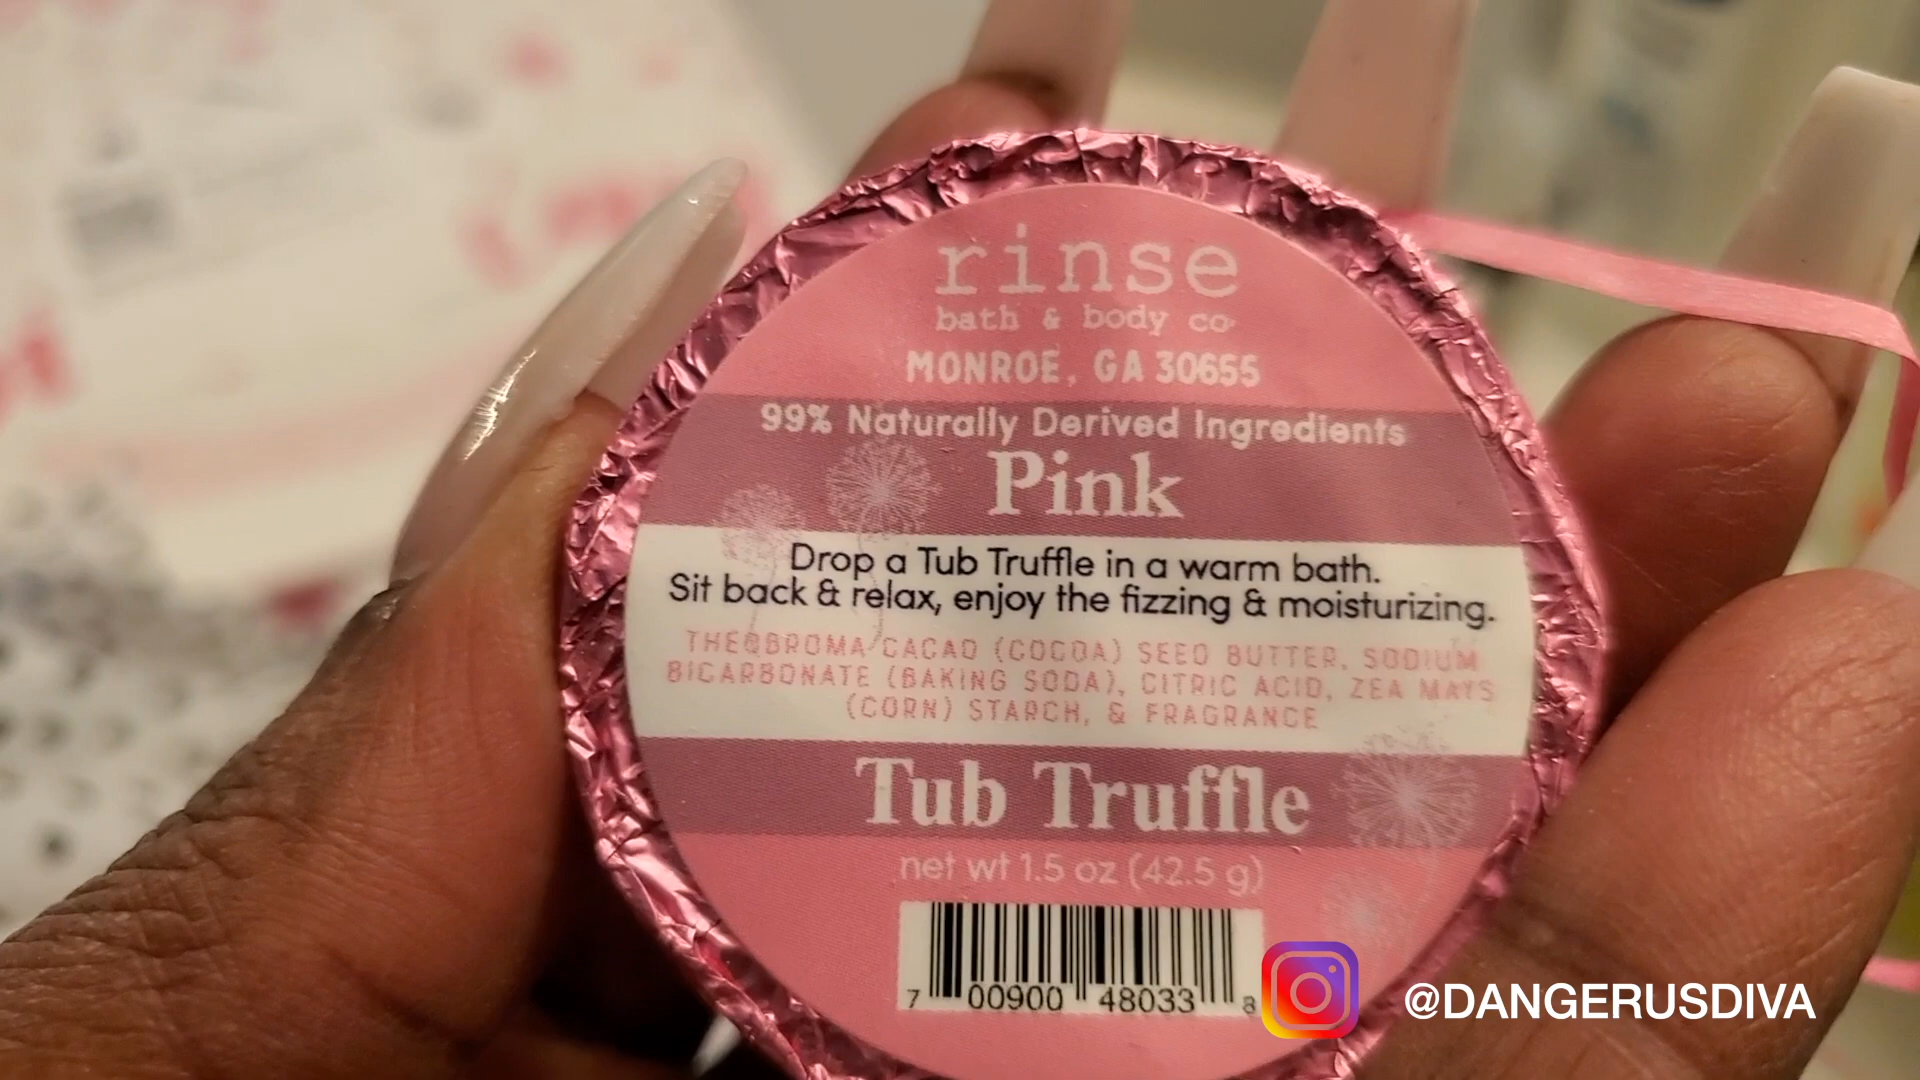 rinse
bath & body co.
MONROE, GA 30655
99% Naturally Derived Ingredients
Pink
Drop a Tub Truffle in a warm bath.
Sit back & relax, enjoy the fizzing & moisturizing.
THEOBROMA CACAO (COCOA) SEED BUTTER, SODIUM
BICARBONATE (BAKING SODA), CITRIC ACID, ZEA MAYS
(CORN) STARCH, & FRAGRANCE
Tub Truffle
net wt 1.5 oz (42.5 g)
7 00900 48033 8
@DANGERUSDIVA